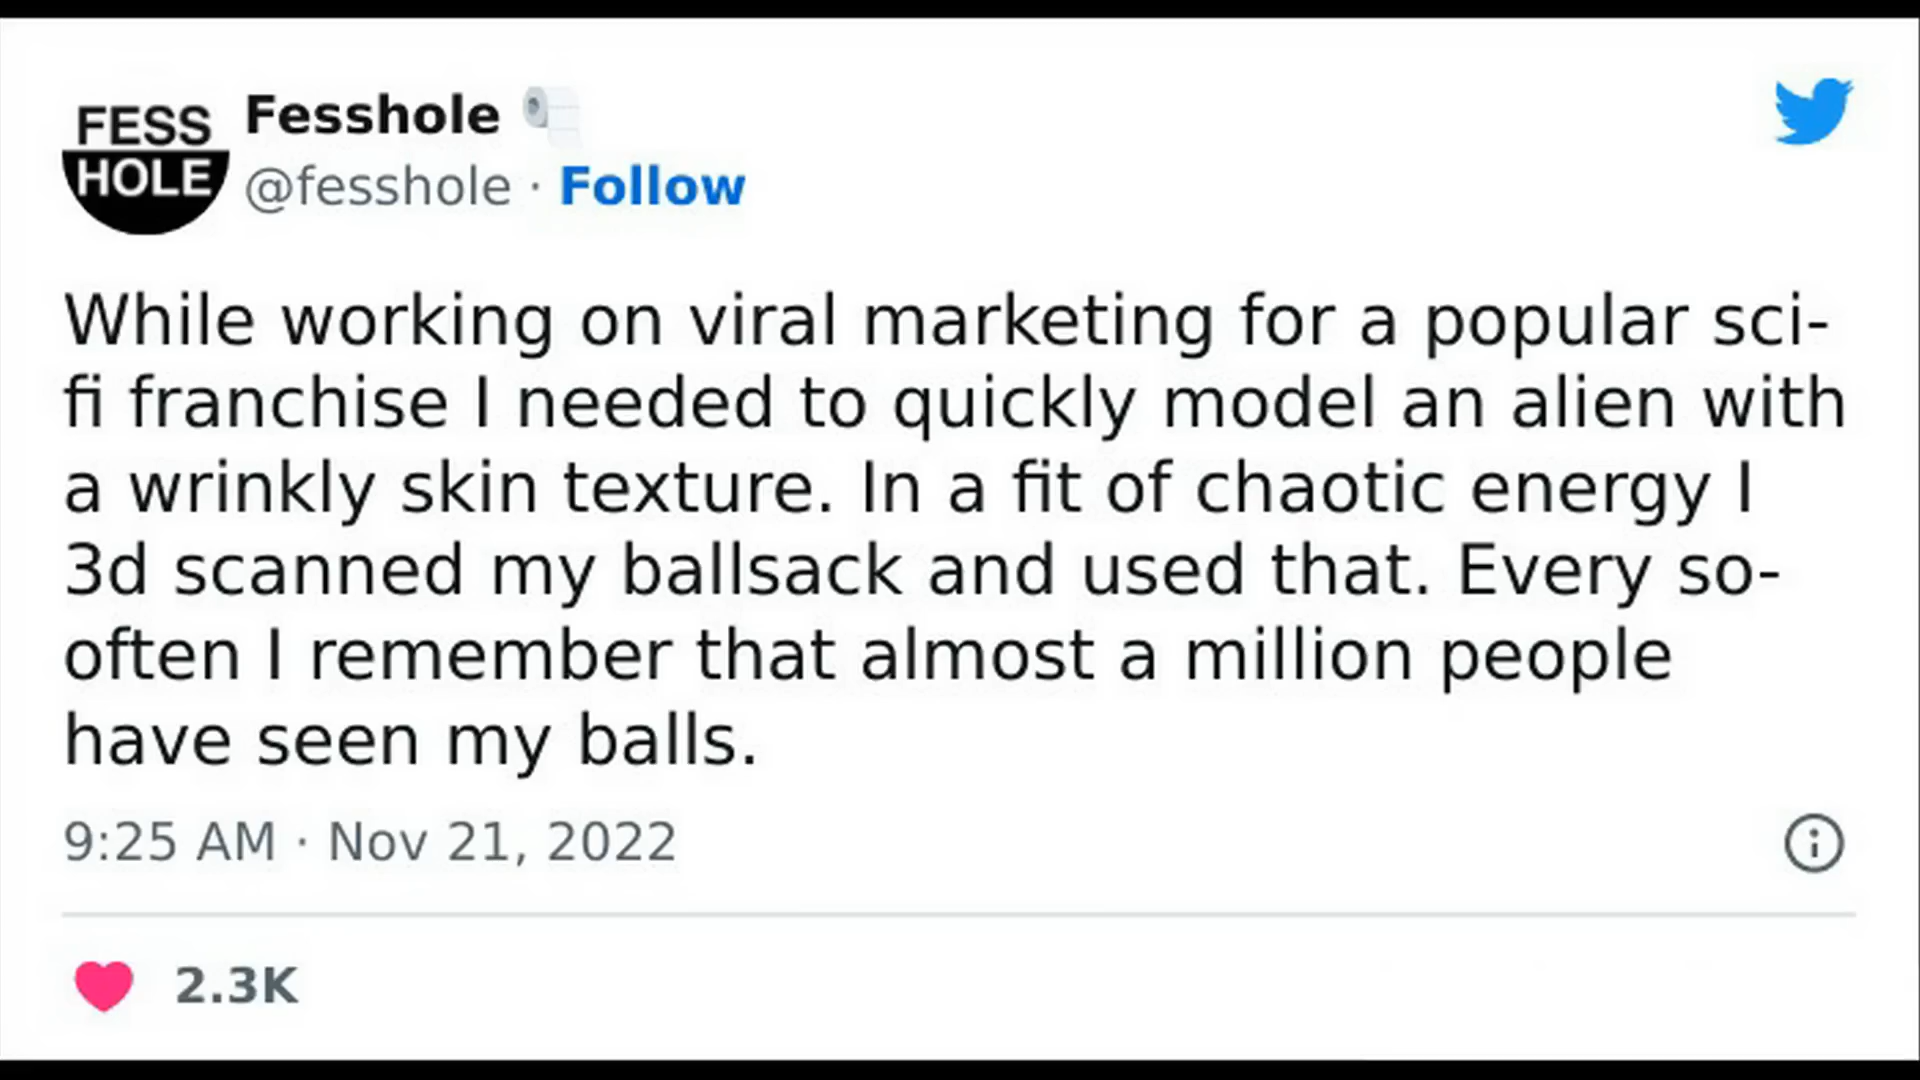 FESS
HOLE
Fesshole 🧻
@fesshole · Follow
While working on viral marketing for a popular sci-
fi franchise I needed to quickly model an alien with
a wrinkly skin texture. In a fit of chaotic energy I
3d scanned my ballsack and used that. Every so-
often I remember that almost a million people
have seen my balls.
9:25 AM · Nov 21, 2022
2.3K